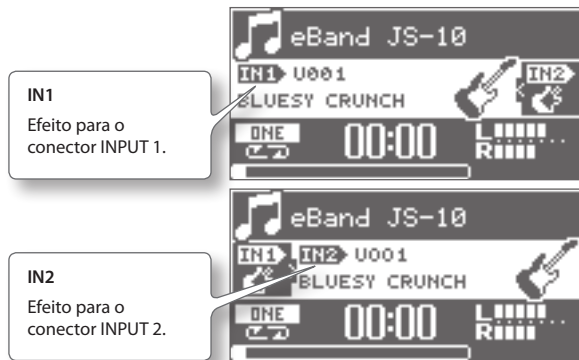 eBand JS-10
IN1 U001 IN2
BLUESY CRUNCH
ONE 00:00 L
R
IN1
Efeito para o
conector INPUT 1.
eBand JS-10
IN1 IN2 U001
BLUESY CRUNCH
ONE 00:00 L
R
IN2
Efeito para o
conector INPUT 2.